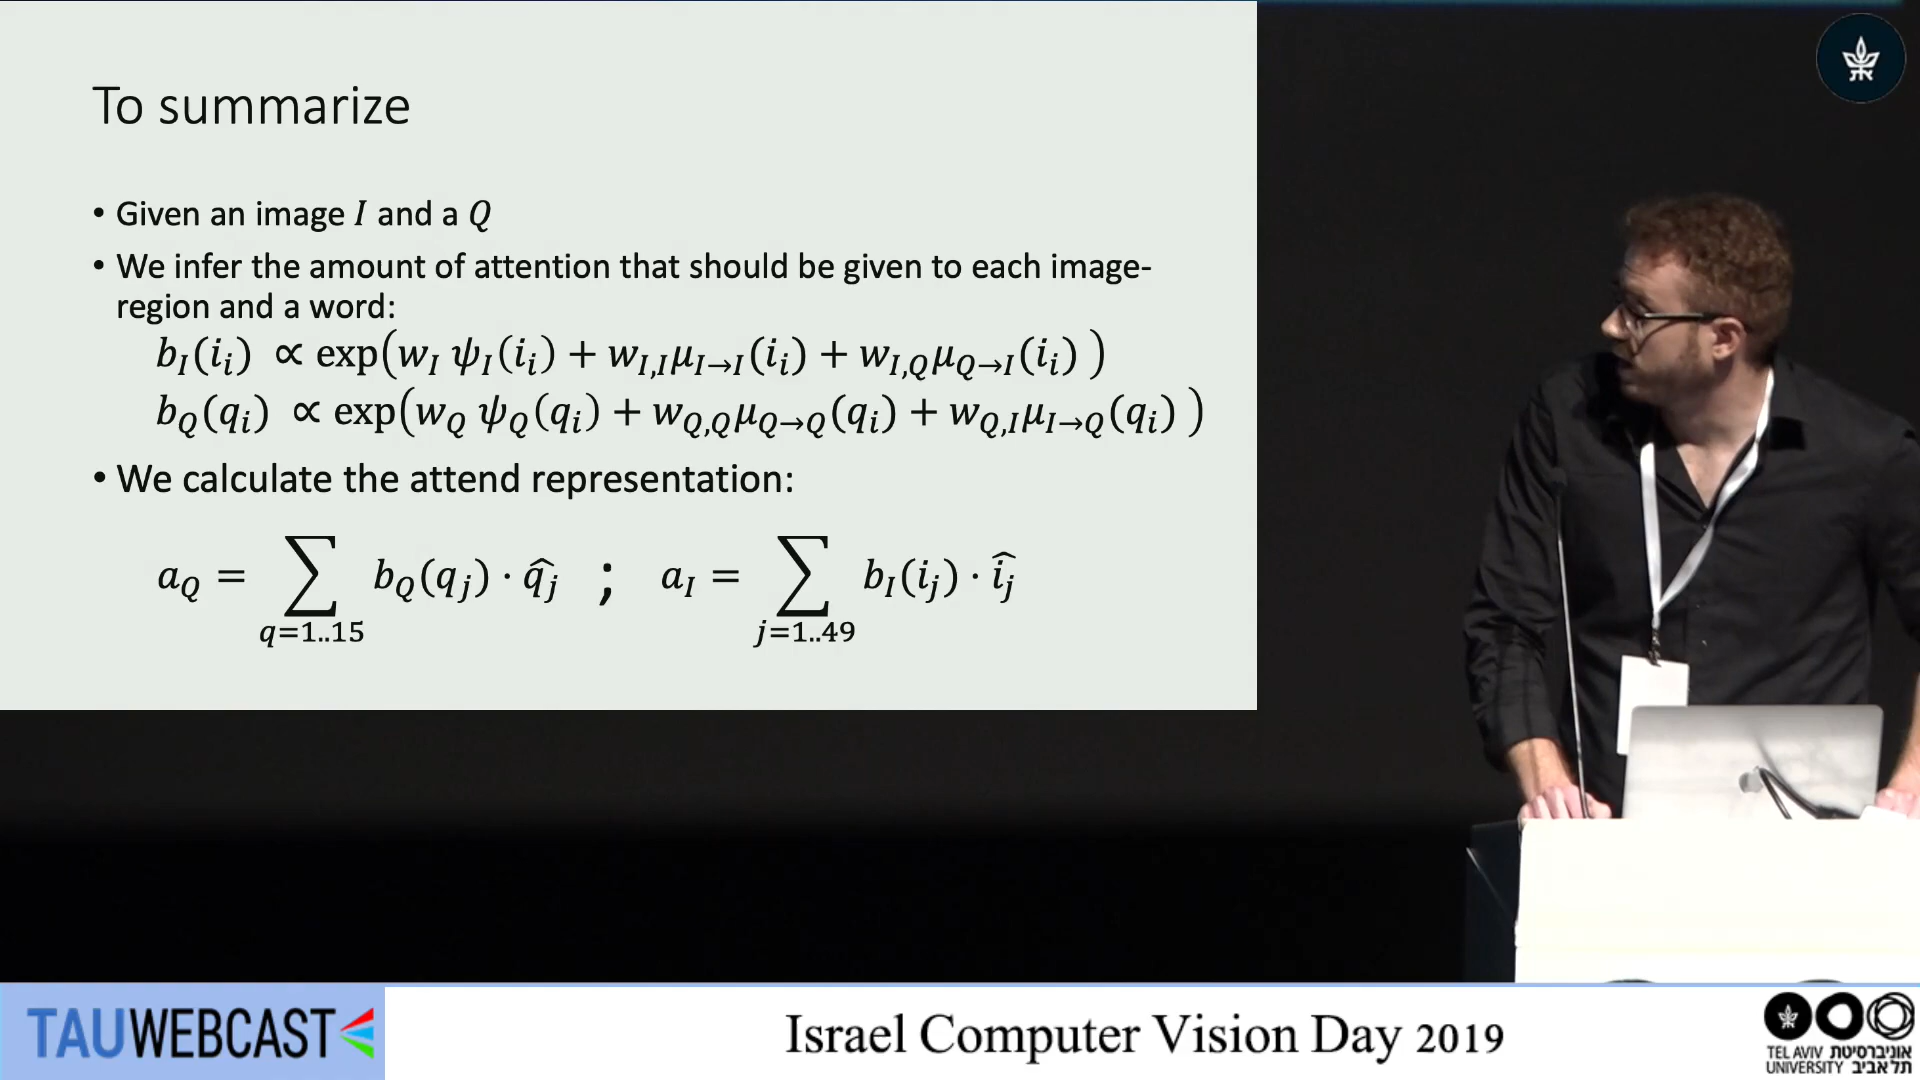 To summarize
• Given an image I and a Q
• We infer the amount of attention that should be given to each image-
region and a word:
b_I(i_i) ∝ exp(w_I ψ_I(i_i) + w_{I,I}μ_{I→I}(i_i) + w_{I,Q}μ_{Q→I}(i_i) )
b_Q(q_i) ∝ exp(w_Q ψ_Q(q_i) + w_{Q,Q}μ_{Q→Q}(q_i) + w_{Q,I}μ_{I→Q}(q_i) )
• We calculate the attend representation:
a_Q = ∑_{q=1..15} b_Q(q_j) · q̂_j ; a_I = ∑_{j=1..49} b_I(i_j) · î_j
TAUWEBCAST
Israel Computer Vision Day 2019
TEL AVIV אוניברסיטת
UNIVERSITY תל אביב